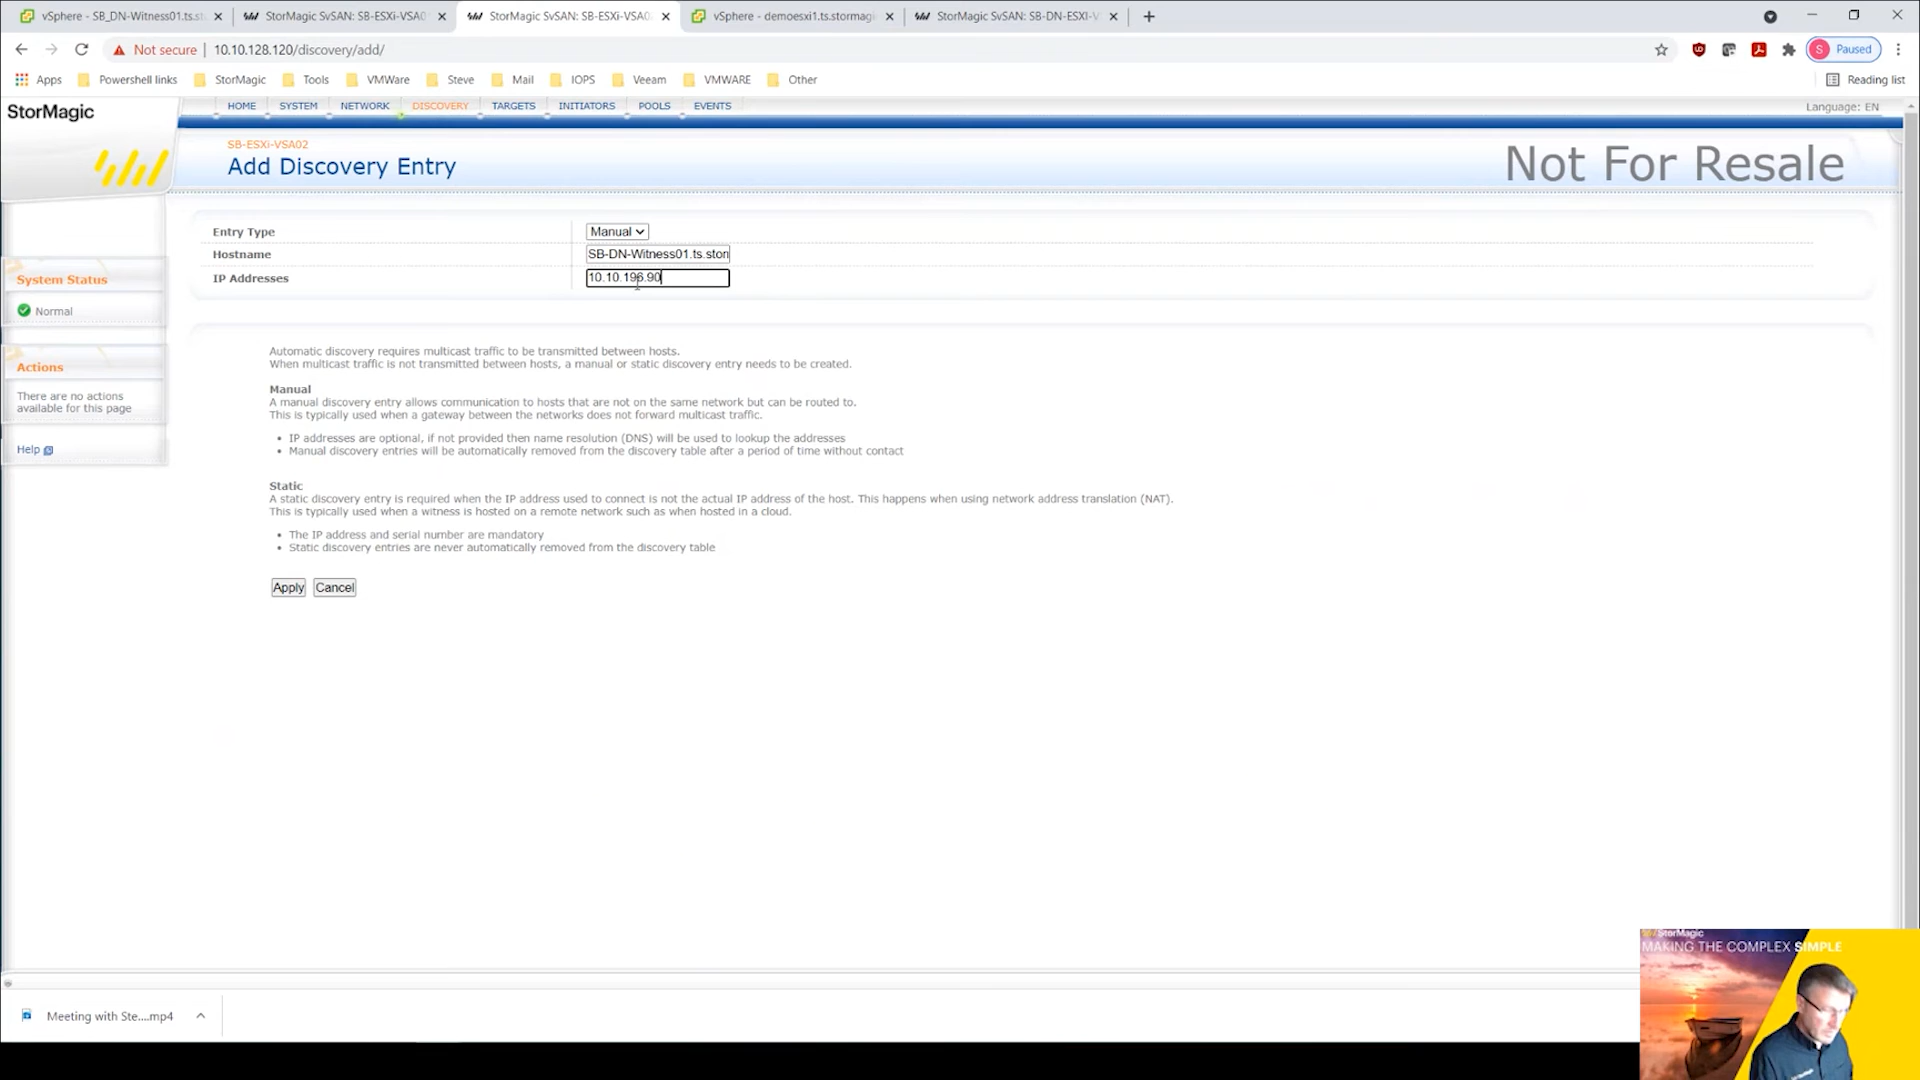 vSphere - SB_DN-Witness01.ts.st
StorMagic SvSAN: SB-ESXi-VSA0
StorMagic SvSAN: SB-ESXi-VSA0
vSphere - demoesxi1.ts.stormagi
StorMagic SvSAN: SB-DN-ESXI-V
Not secure
10.10.128.120/discovery/add/
S
Paused
Apps
Powershell links
StorMagic
Tools
VMWare
Steve
Mail
IOPS
Veeam
VMWARE
Other
Reading list
StorMagic
HOME
SYSTEM
NETWORK
DISCOVERY
TARGETS
INITIATORS
POOLS
EVENTS
Language: EN
SB-ESXi-VSA02
Add Discovery Entry
Not For Resale
Entry Type
Manual
Hostname
SB-DN-Witness01.ts.ston
IP Addresses
10.10.196.90
System Status
Normal
Actions
There are no actions
available for this page
Help
Automatic discovery requires multicast traffic to be transmitted between hosts.
When multicast traffic is not transmitted between hosts, a manual or static discovery entry needs to be created.
Manual
A manual discovery entry allows communication to hosts that are not on the same network but can be routed to.
This is typically used when a gateway between the networks does not forward multicast traffic.
• IP addresses are optional, if not provided then name resolution (DNS) will be used to lookup the addresses
• Manual discovery entries will be automatically removed from the discovery table after a period of time without contact
Static
A static discovery entry is required when the IP address used to connect is not the actual IP address of the host. This happens when using network address translation (NAT).
This is typically used when a witness is hosted on a remote network such as when hosted in a cloud.
• The IP address and serial number are mandatory
• Static discovery entries are never automatically removed from the discovery table
Apply
Cancel
Meeting with Ste....mp4
StorMagic
MAKING THE COMPLEX SIMPLE